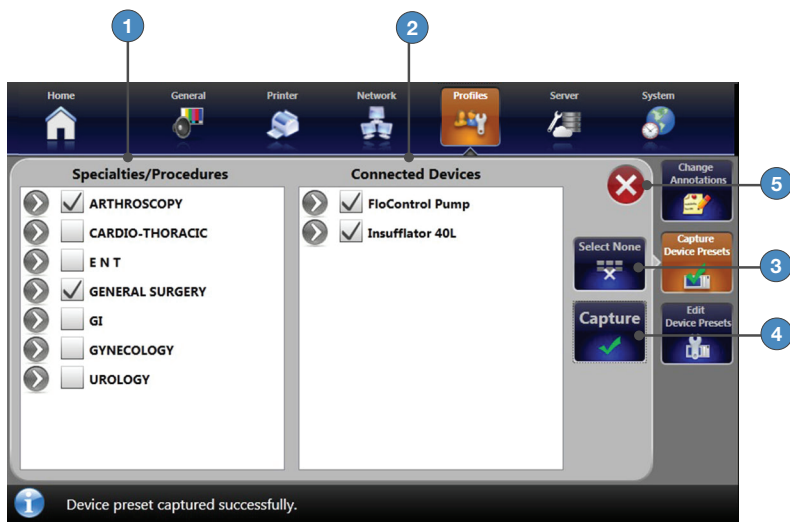 1
2
Home
General
Printer
Network
Profiles
Server
System
Specialties/Procedures
ARTHROSCOPY
CARDIO-THORACIC
E N T
GENERAL SURGERY
GI
GYNECOLOGY
UROLOGY
Connected Devices
FloControl Pump
Insufflator 40L
Select None
Capture
Change
Annotations
Capture
Device Presets
Edit
Device Presets
5
3
4
Device preset captured successfully.